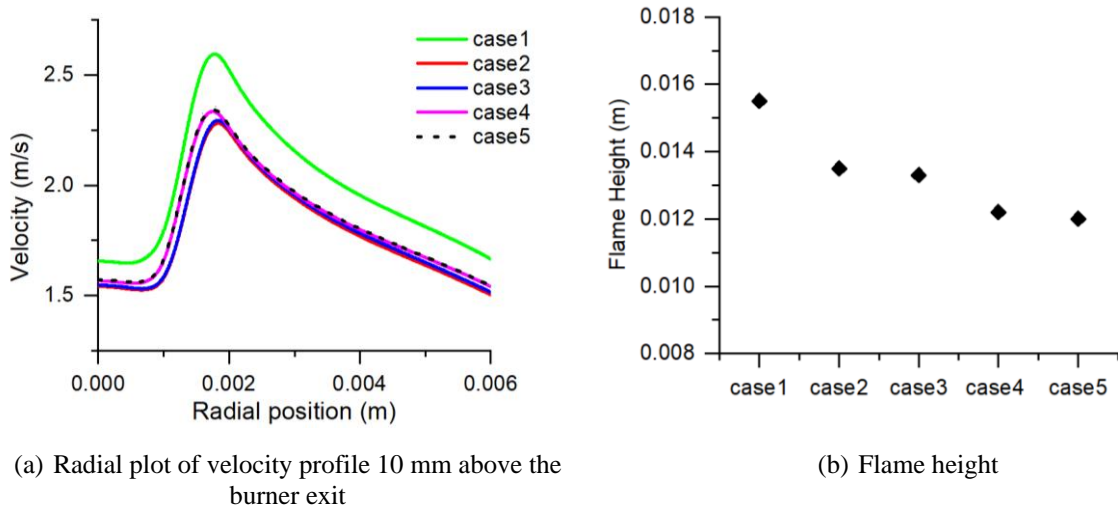 2.5
2.0
1.5
Velocity (m/s)
0.000
0.002
0.004
0.006
Radial position (m)
case1
case2
case3
case4
case5
(a) Radial plot of velocity profile 10 mm above the
burner exit
0.018
0.016
0.014
0.012
0.010
0.008
Flame Height (m)
case1
case2
case3
case4
case5
(b) Flame height